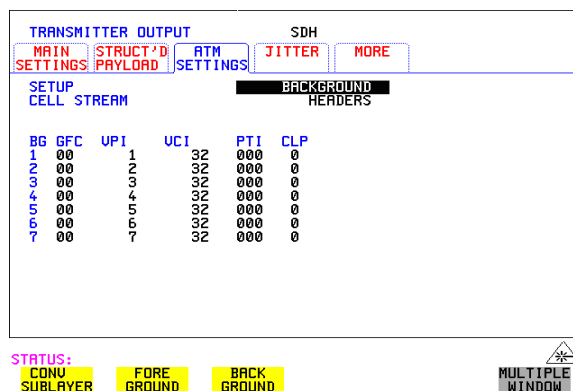 TRANSMITTER OUTPUT SDH
MAIN SETTINGS STRUCT'D PAYLOAD ATM SETTINGS JITTER MORE
SETUP BACKGROUND
CELL STREAM HEADERS
BG GFC VPI VCI PTI CLP
1 00 1 32 000 0
2 00 2 32 000 0
3 00 3 32 000 0
4 00 4 32 000 0
5 00 5 32 000 0
6 00 6 32 000 0
7 00 7 32 000 0
STATUS:
CONV SUBLAYER FORE GROUND BACK GROUND MULTIPLE WINDOW